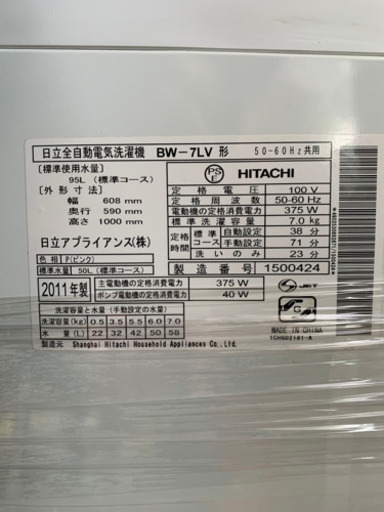 日立全自動電気洗濯機 BW-7LV 形 50-60Hz共用
[標準使用水量]
95L (標準コース)
(外形寸法)
幅 608 mm
奥行 590 mm
高さ 1000 mm
日立アプライアンス(株)
色相 P(ピンク)
標準水量 50L (標準コース)
PS E HITACHI
定格電圧 100 V
定格周波数 50-60 Hz
電動機の定格消費電力 375 W
標準洗濯容量 7.0 kg
定格時間 自動設定 38 分
手動設定 71 分
洗いのみ 23 分
製造番号 1500424
2011年製 主電動機の定格消費電力 375 W
ポンプ電動機の定格消費電力 40 W
洗濯容量と水量 (手動設定の水量)
洗濯容量(kg) 0.5 3.5 5.5 6.0 7.0
水量 (L) 22 32 42 50 58
製造元 Shanghai Hitachi Household Appliances Co., Ltd.
JET
MADE IN CHINA